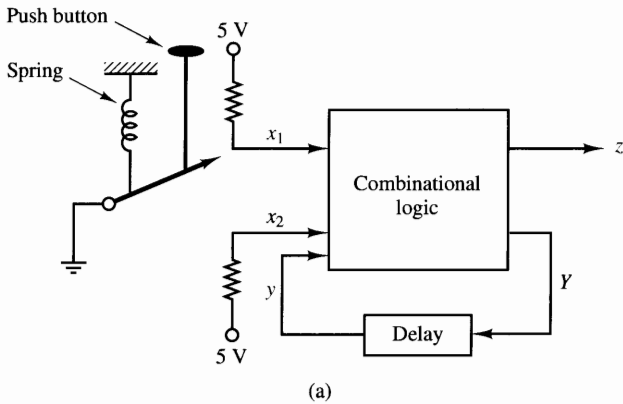 Push button
5 V
Spring
x₁
z
Combinational
logic
x₂
y
Y
Delay
5 V
(a)